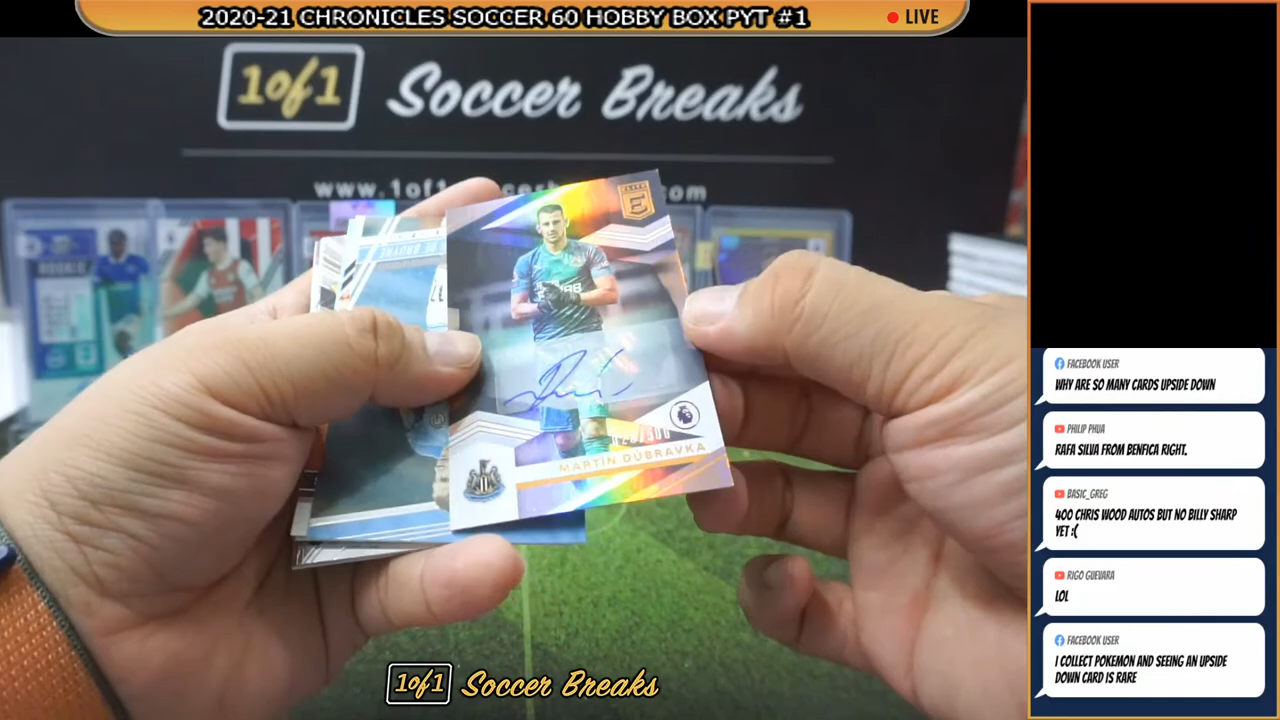 2020-21 CHRONICLES SOCCER 60 HOBBY BOX PYT #1
LIVE
1of1 Soccer Breaks
ROOKIE
MARTIN DÚBRAVKA
1of1 Soccer Breaks
FACEBOOK USER
WHY ARE SO MANY CARDS UPSIDE DOWN
PHILIP PHUA
RAFA SILVA FROM BENFICA RIGHT.
BASIC_GREG
400 CHRIS WOOD AUTOS BUT NO BILLY SHARP
YET :(
RIGO GUEVARA
LOL
FACEBOOK USER
I COLLECT POKEMON AND SEEING AN UPSIDE
DOWN CARD IS RARE